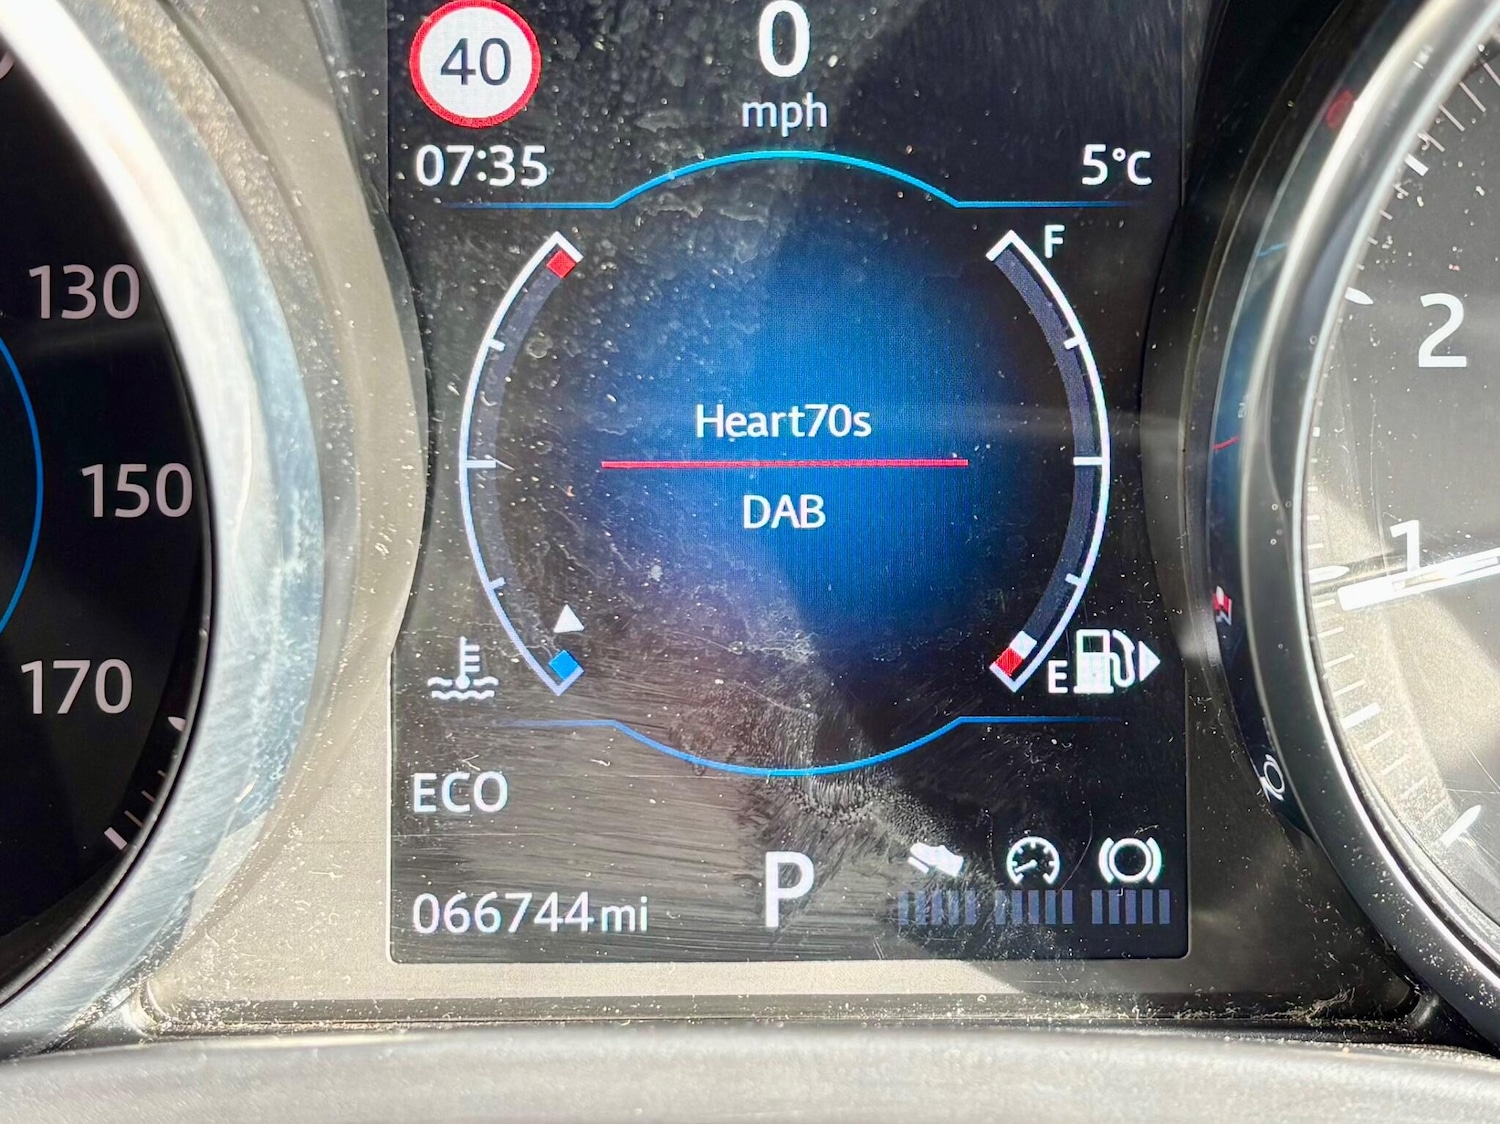 40
0
mph
07:35
5°C
F
130
2
Heart70s
150
DAB
1
170
E
ECO
P
066744mi